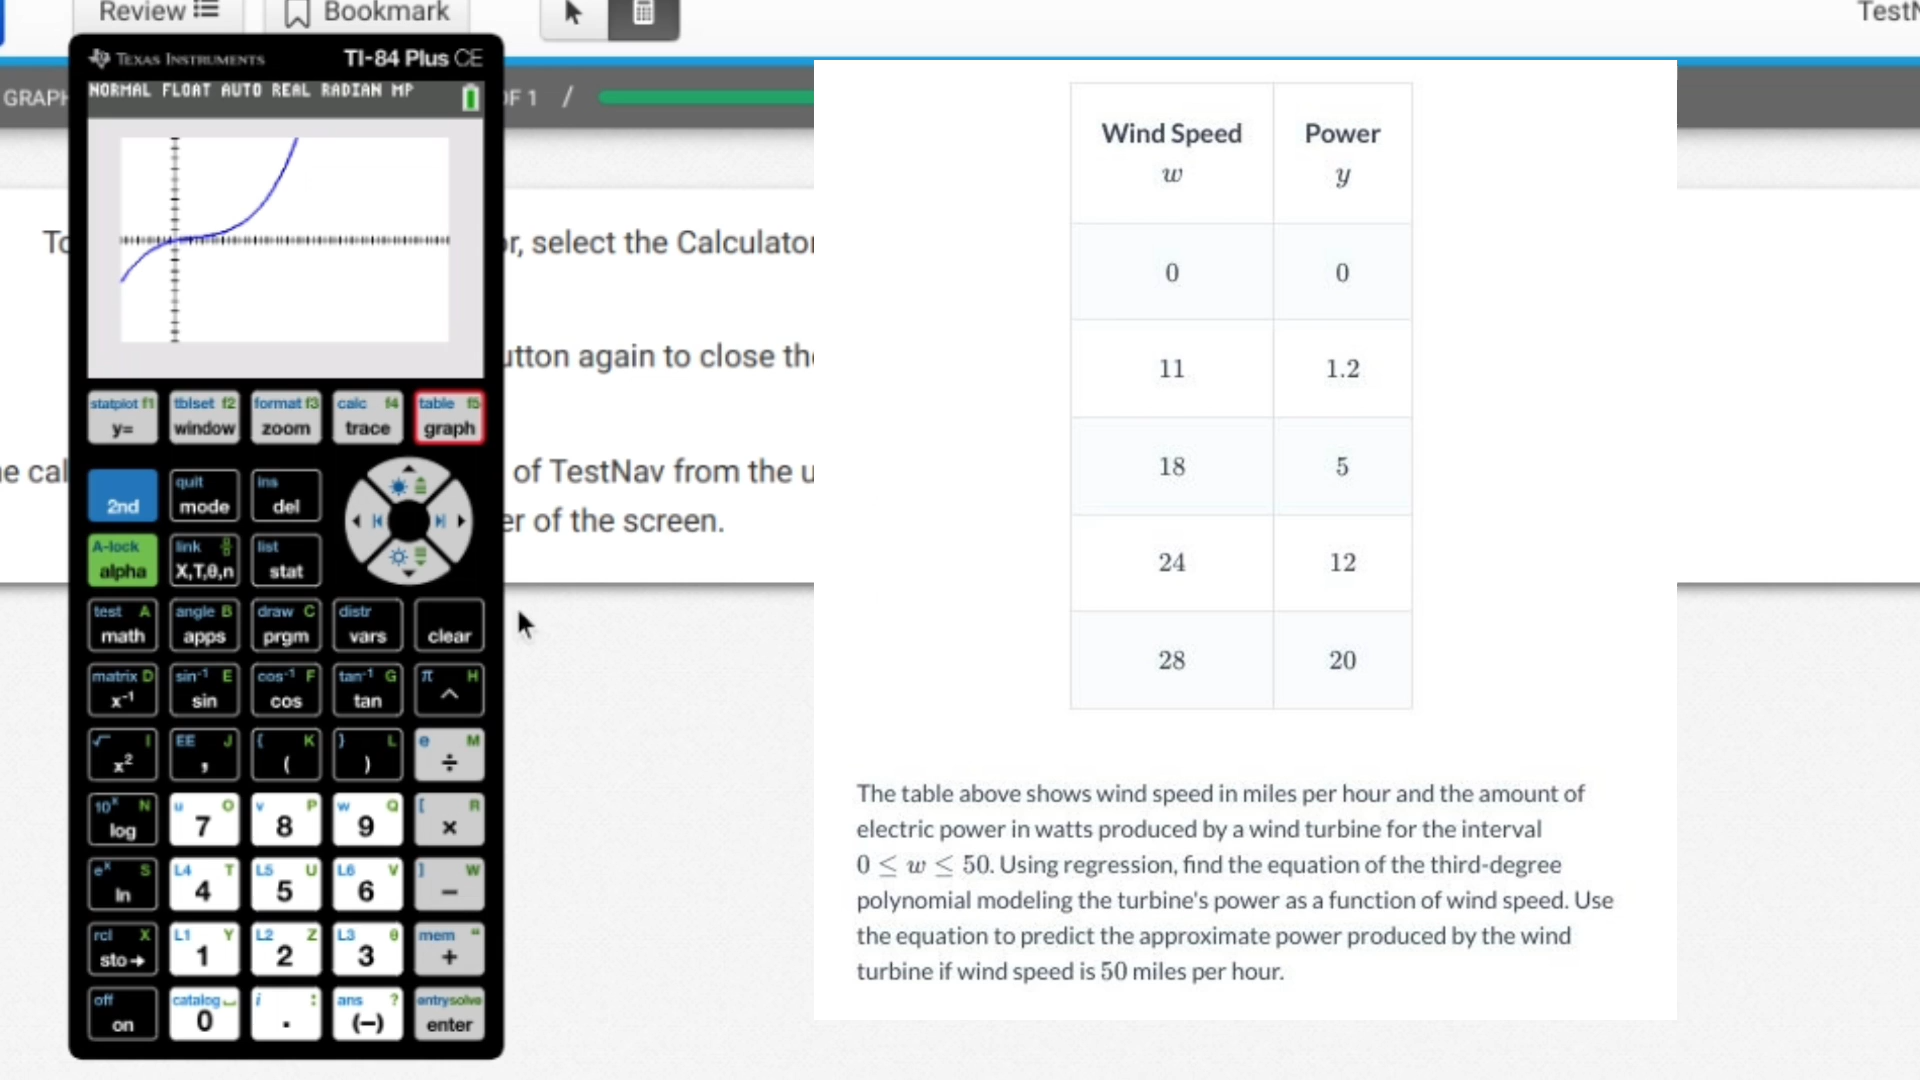 Review
Bookmark
TestN
TEXAS INSTRUMENTS
TI-84 Plus CE
NORMAL FLOAT AUTO REAL RADIAN MP
GRAPH
OF 1 /
To
or, select the Calculator
utton again to close the
e cal
of TestNav from the u
er of the screen.
statplot f1 tblset f2 format f3 calc f4 table f5
y= window zoom trace graph
quit ins
2nd mode del
A-lock link list
alpha X,T,θ,n stat
test A angle B draw C distr
math apps prgm vars clear
matrix D sin⁻¹ E cos⁻¹ F tan⁻¹ G π H
x⁻¹ sin cos tan ^
√ I EE J { K } L e M
x² , ( ) ÷
10ˣ N u O v P w Q [ R
log 7 8 9 ×
eˣ S L4 T L5 U L6 V ] W
ln 4 5 6 −
rcl X L1 Y L2 Z L3 θ mem "
sto→ 1 2 3 +
off catalog i : ans ? entry solve
on 0 . (−) enter
Wind Speed Power
w y
0 0
11 1.2
18 5
24 12
28 20
The table above shows wind speed in miles per hour and the amount of
electric power in watts produced by a wind turbine for the interval
0 ≤ w ≤ 50. Using regression, find the equation of the third-degree
polynomial modeling the turbine's power as a function of wind speed. Use
the equation to predict the approximate power produced by the wind
turbine if wind speed is 50 miles per hour.